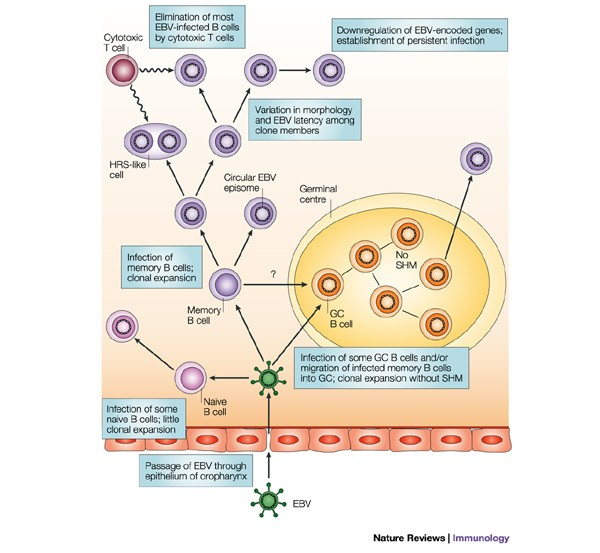 Elimination of most
EBV-infected B cells
by cytotoxic T cells
Downregulation of EBV-encoded genes;
establishment of persistent infection
Cytotoxic
T cell
Variation in morphology
and EBV latency among
clone members
HRS-like
cell
Circular EBV
episome
Germinal
centre
No
SHM
Infection of
memory B cells;
clonal expansion
?
Memory
B cell
GC
B cell
Infection of some GC B cells and/or
migration of infected memory B cells
into GC; clonal expansion without SHM
Naive
B cell
Infection of some
naive B cells; little
clonal expansion
Passage of EBV through
epithelium of oropharynx
EBV
Nature Reviews | Immunology